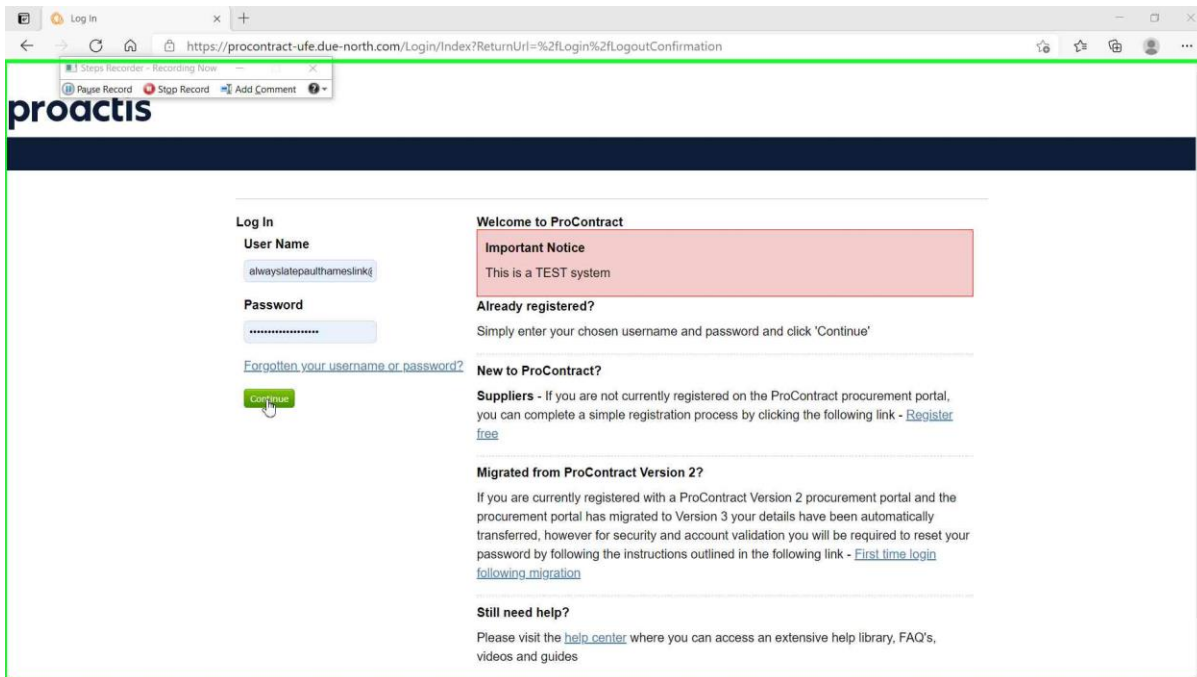 Log In
https://procontract-ufe.due-north.com/Login/Index?ReturnUrl=%2fLogin%2fLogoutConfirmation
Steps Recorder - Recording Now
Pause Record Stop Record Add Comment
proactis
Log In
User Name
alwayslatepaulthameslink@
Password
Forgotten your username or password?
Continue
Welcome to ProContract
Important Notice
This is a TEST system
Already registered?
Simply enter your chosen username and password and click 'Continue'
New to ProContract?
Suppliers - If you are not currently registered on the ProContract procurement portal,
you can complete a simple registration process by clicking the following link - Register
free
Migrated from ProContract Version 2?
If you are currently registered with a ProContract Version 2 procurement portal and the
procurement portal has migrated to Version 3 your details have been automatically
transferred, however for security and account validation you will be required to reset your
password by following the instructions outlined in the following link - First time login
following migration
Still need help?
Please visit the help center where you can access an extensive help library, FAQ's,
videos and guides